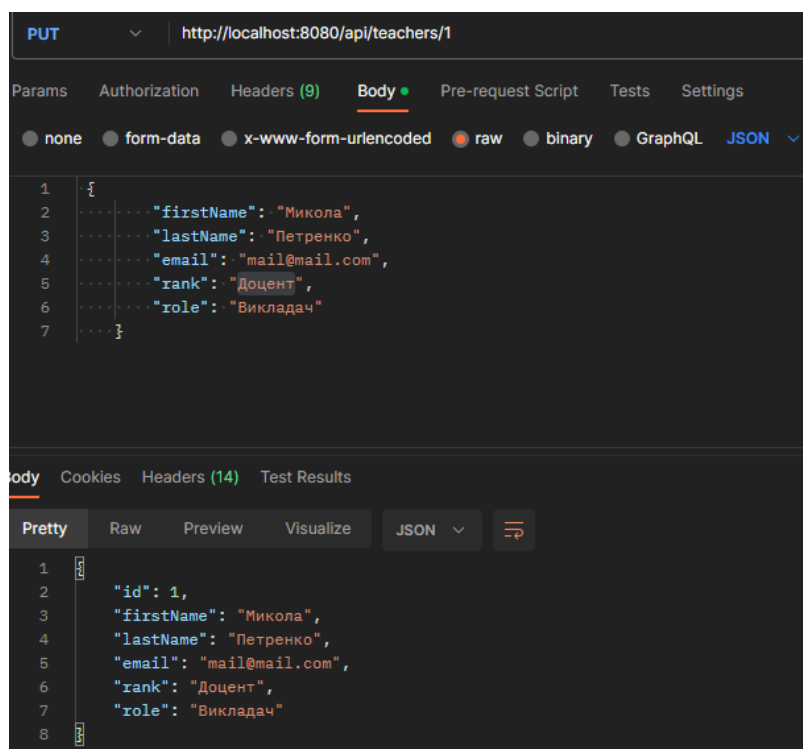 PUT http://localhost:8080/api/teachers/1
Params Authorization Headers (9) Body Pre-request Script Tests Settings
none form-data x-www-form-urlencoded raw binary GraphQL JSON
1 {
2 "firstName": "Микола",
3 "lastName": "Петренко",
4 "email": "mail@mail.com",
5 "rank": "Доцент",
6 "role": "Викладач"
7 }
Body Cookies Headers (14) Test Results
Pretty Raw Preview Visualize JSON
1 {
2 "id": 1,
3 "firstName": "Микола",
4 "lastName": "Петренко",
5 "email": "mail@mail.com",
6 "rank": "Доцент",
7 "role": "Викладач"
8 }